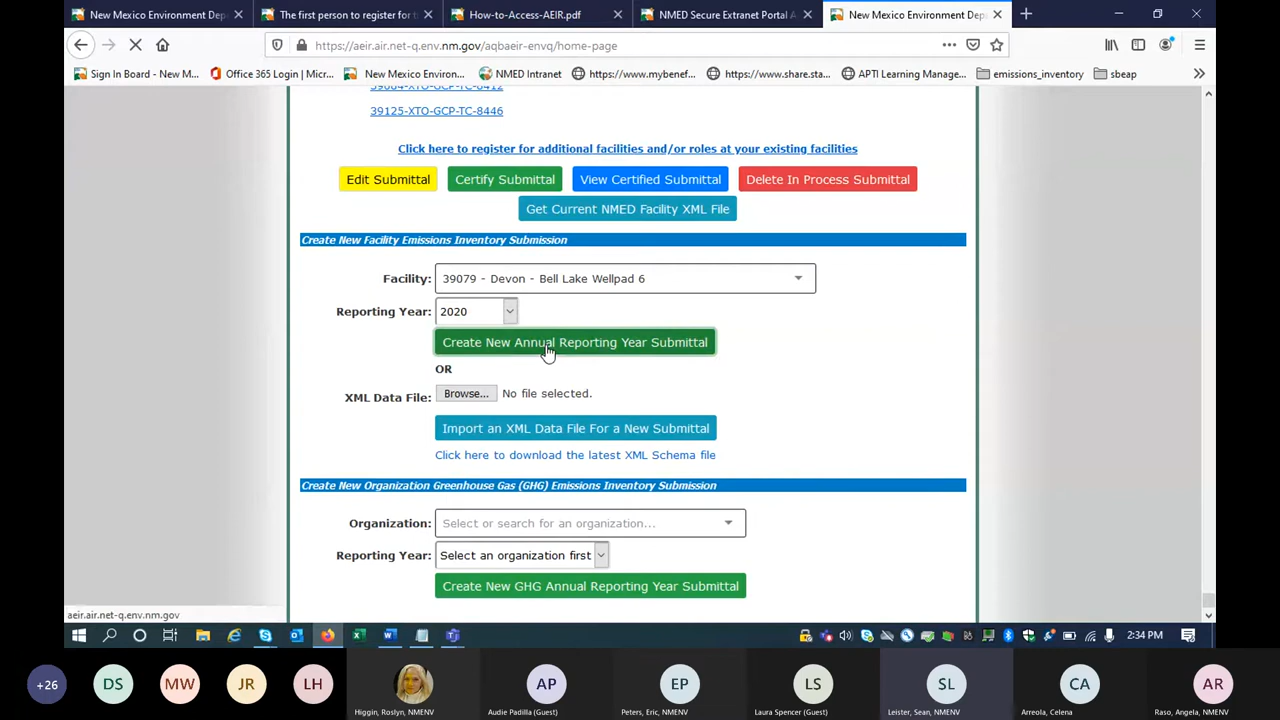 New Mexico Environment Dep
The first person to register for t
How-to-Access-AEIR.pdf
NMED Secure Extranet Portal A
New Mexico Environment Depa
https://aeir.air.net-q.env.nm.gov/aqbaeir-envq/home-page
Sign In Board - New M...
Office 365 Login | Micr...
New Mexico Environ...
NMED Intranet
https://www.mybenef...
https://www.share.sta...
APTI Learning Manage...
emissions_inventory
sbeap
39084-XTO-GCP-TC-8412
39125-XTO-GCP-TC-8446
Click here to register for additional facilities and/or roles at your existing facilities
Edit Submittal
Certify Submittal
View Certified Submittal
Delete In Process Submittal
Get Current NMED Facility XML File
Create New Facility Emissions Inventory Submission
Facility: 39079 - Devon - Bell Lake Wellpad 6
Reporting Year: 2020
Create New Annual Reporting Year Submittal
OR
XML Data File: Browse... No file selected.
Import an XML Data File For a New Submittal
Click here to download the latest XML Schema file
Create New Organization Greenhouse Gas (GHG) Emissions Inventory Submission
Organization: Select or search for an organization...
Reporting Year: Select an organization first
Create New GHG Annual Reporting Year Submittal
aeir.air.net-q.env.nm.gov
2:34 PM
+26
DS
MW
JR
LH
AP
EP
LS
SL
CA
AR
Higgin, Roslyn, NMENV
Audie Padilla (Guest)
Peters, Eric, NMENV
Laura Spencer (Guest)
Leister, Sean, NMENV
Arreola, Celena
Raso, Angela, NMENV